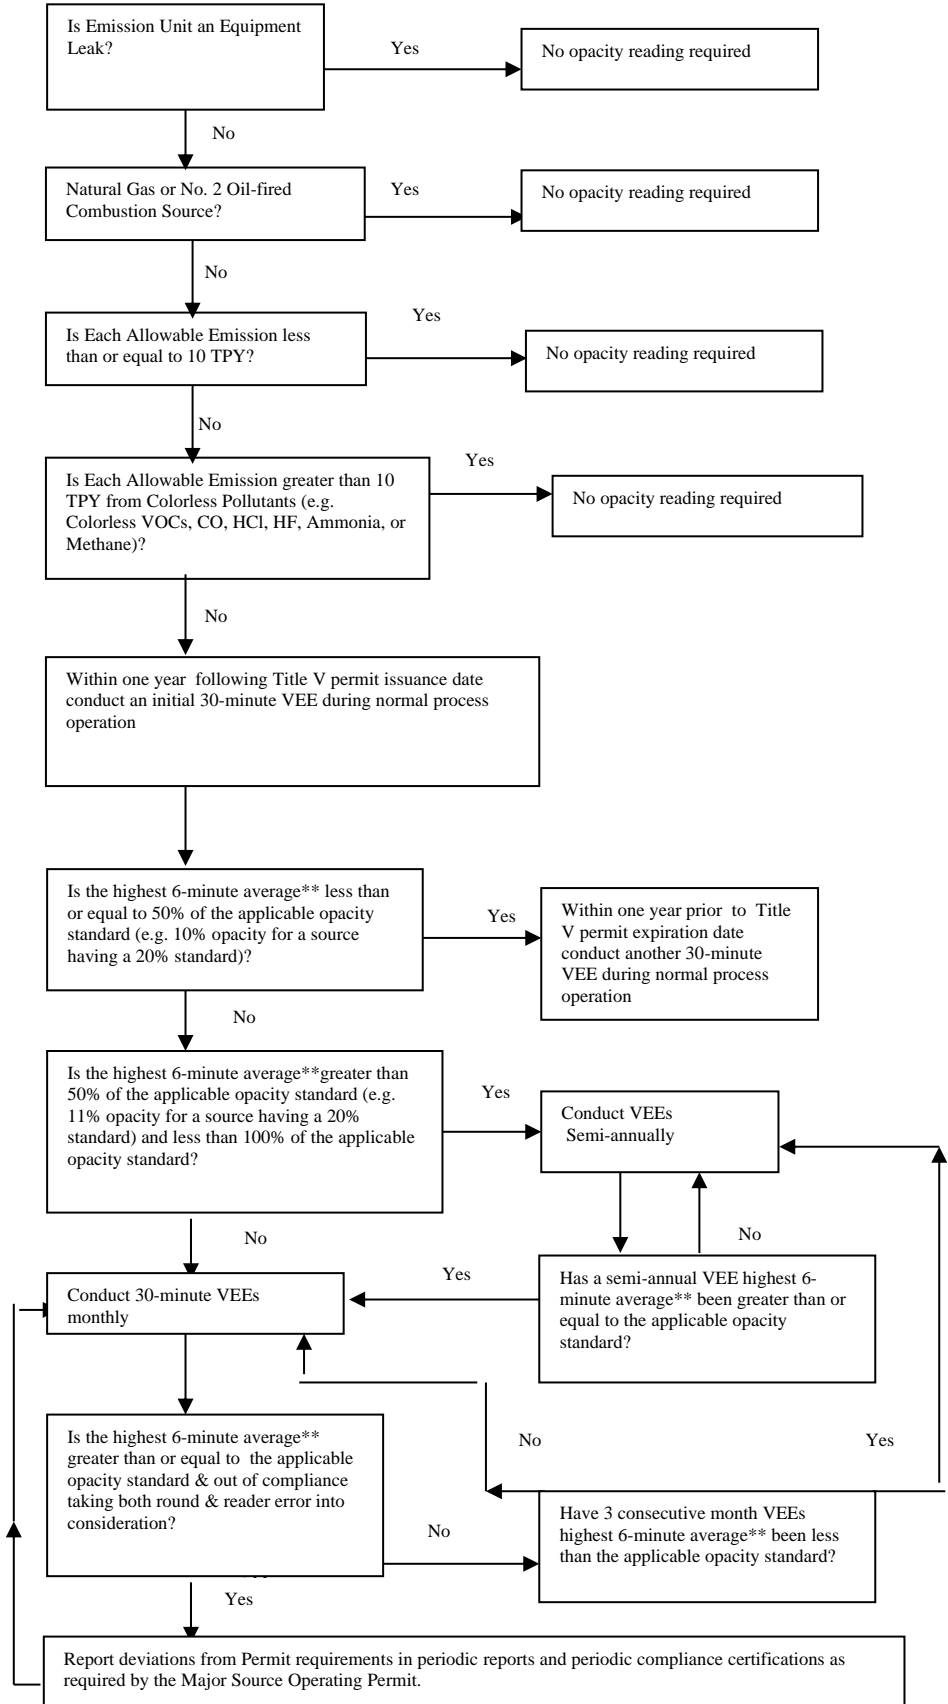 Is Emission Unit an Equipment
Leak?
Yes
No opacity reading required
No
Natural Gas or No. 2 Oil-fired
Combustion Source?
Yes
No opacity reading required
No
Is Each Allowable Emission less
than or equal to 10 TPY?
Yes
No opacity reading required
No
Is Each Allowable Emission greater than 10
TPY from Colorless Pollutants (e.g.
Colorless VOCs, CO, HCl, HF, Ammonia, or
Methane)?
Yes
No opacity reading required
No
Within one year following Title V permit issuance date
conduct an initial 30-minute VEE during normal process
operation
Is the highest 6-minute average** less than
or equal to 50% of the applicable opacity
standard (e.g. 10% opacity for a source
having a 20% standard)?
Yes
Within one year prior to Title
V permit expiration date
conduct another 30-minute
VEE during normal process
operation
No
Is the highest 6-minute average**greater than
50% of the applicable opacity standard (e.g.
11% opacity for a source having a 20%
standard) and less than 100% of the applicable
opacity standard?
Yes
Conduct VEEs
Semi-annually
No
No
Conduct 30-minute VEEs
monthly
Yes
Has a semi-annual VEE highest 6-
minute average** been greater than or
equal to the applicable opacity
standard?
Is the highest 6-minute average**
greater than or equal to the applicable
opacity standard & out of compliance
taking both round & reader error into
consideration?
No
Yes
No
Have 3 consecutive month VEEs
highest 6-minute average** been less
than the applicable opacity standard?
Yes
Report deviations from Permit requirements in periodic reports and periodic compliance certifications as
required by the Major Source Operating Permit.